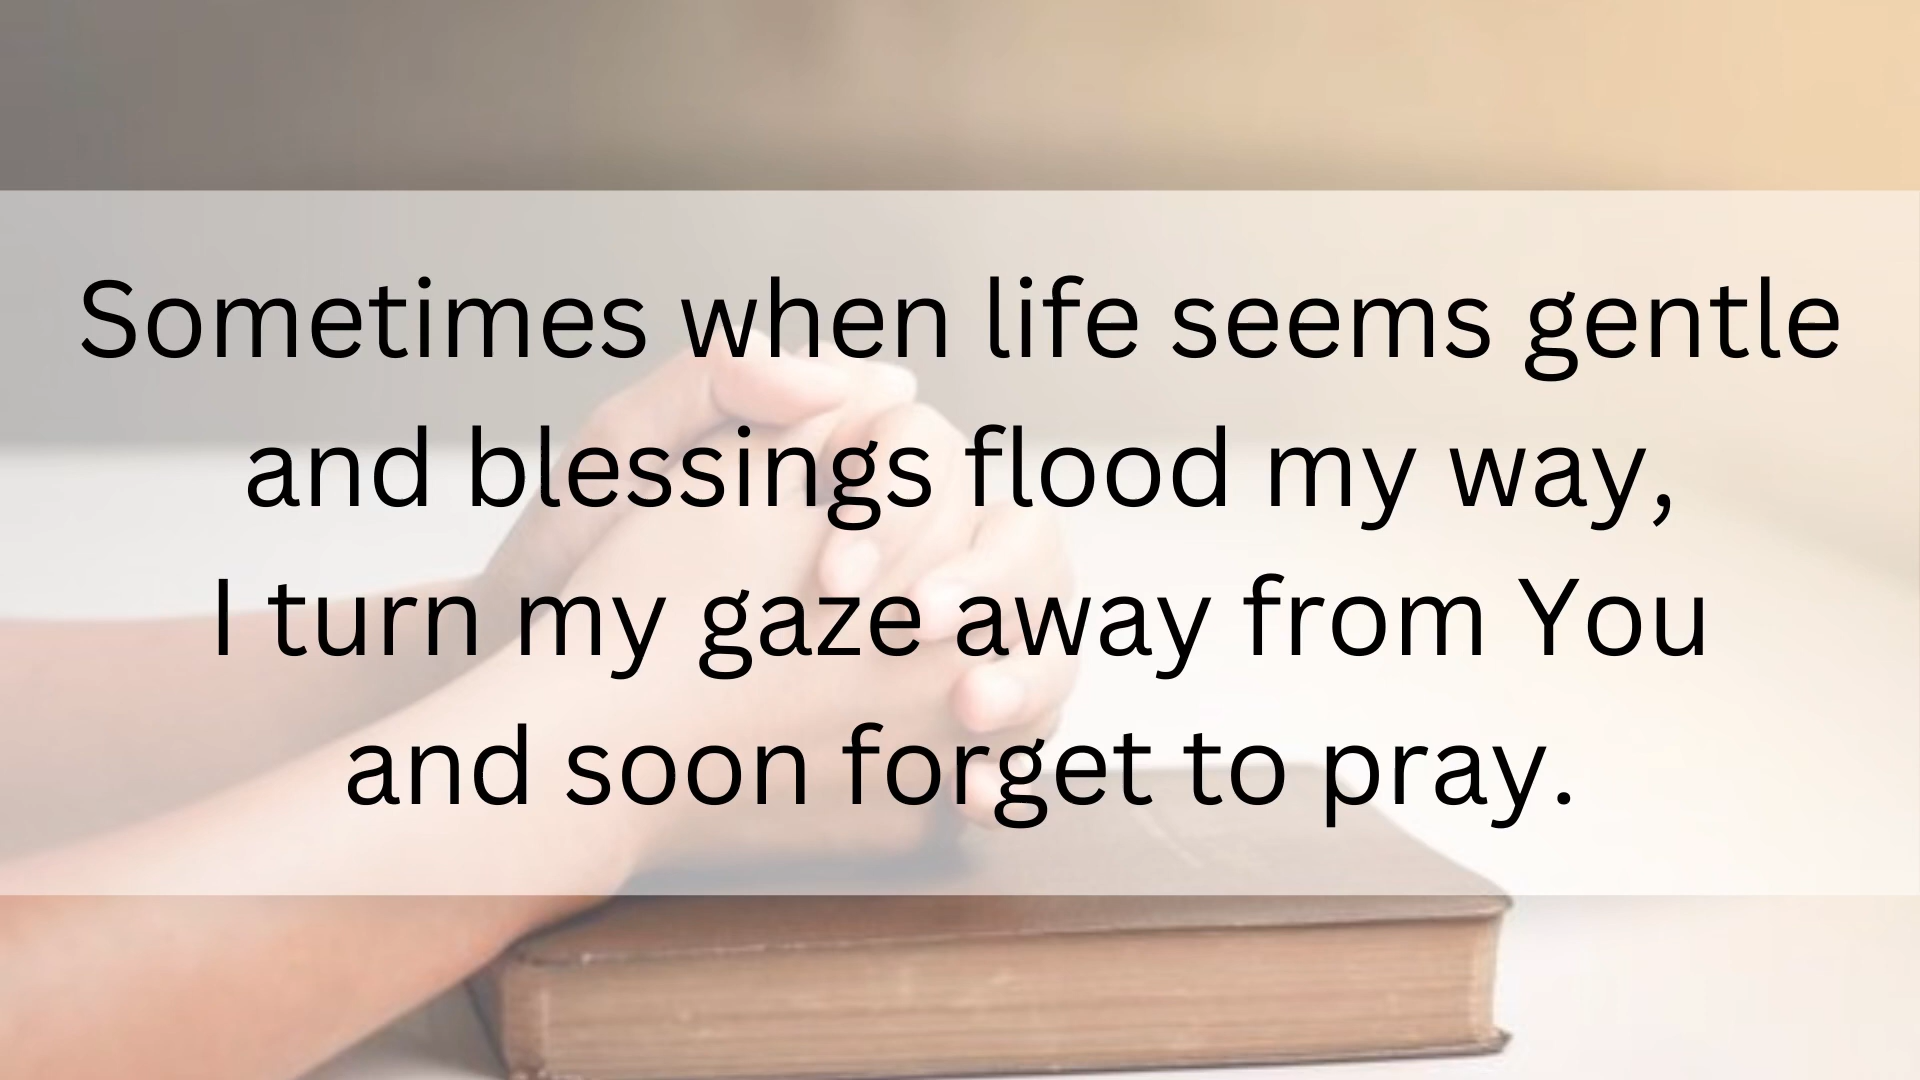 Sometimes when life seems gentle
and blessings flood my way,
I turn my gaze away from You
and soon forget to pray.